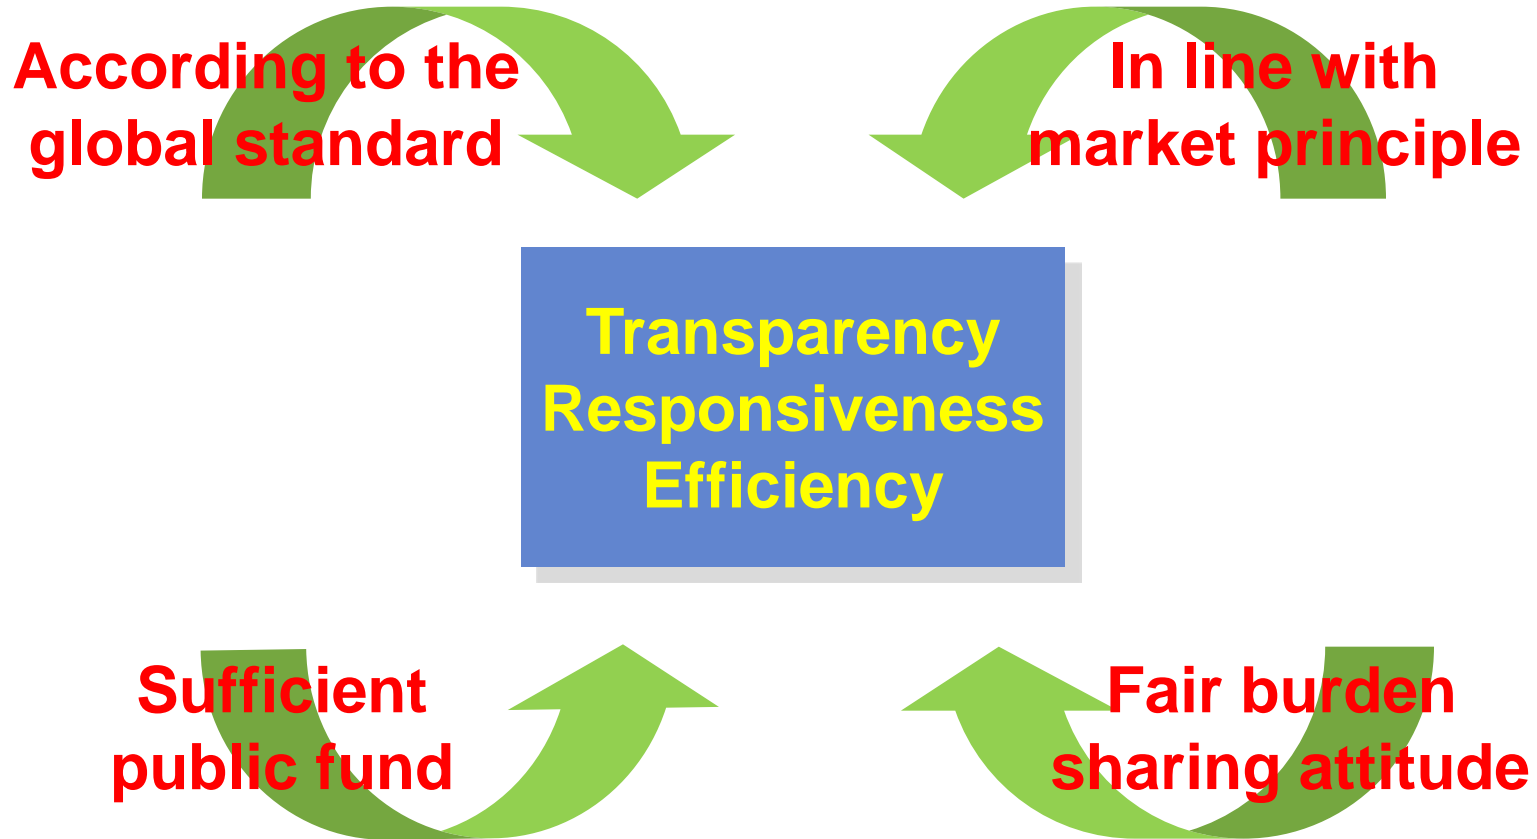 According to the
global standard
In line with
market principle
Transparency
Responsiveness
Efficiency
Sufficient
public fund
Fair burden
sharing attitude